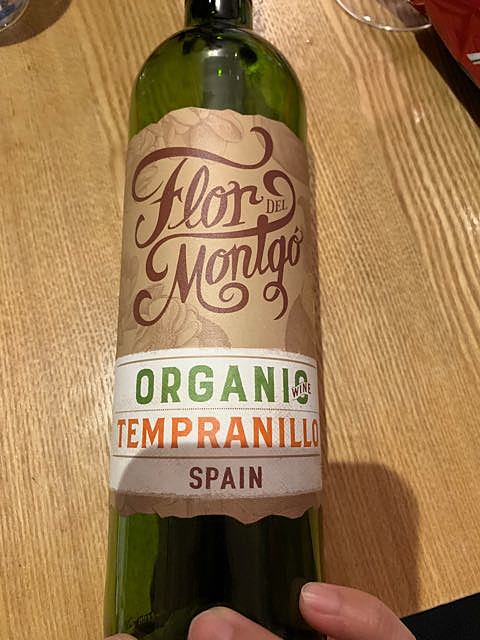 Flor DEL
Montgó
ORGANIC
WINE
TEMPRANILLO
SPAIN